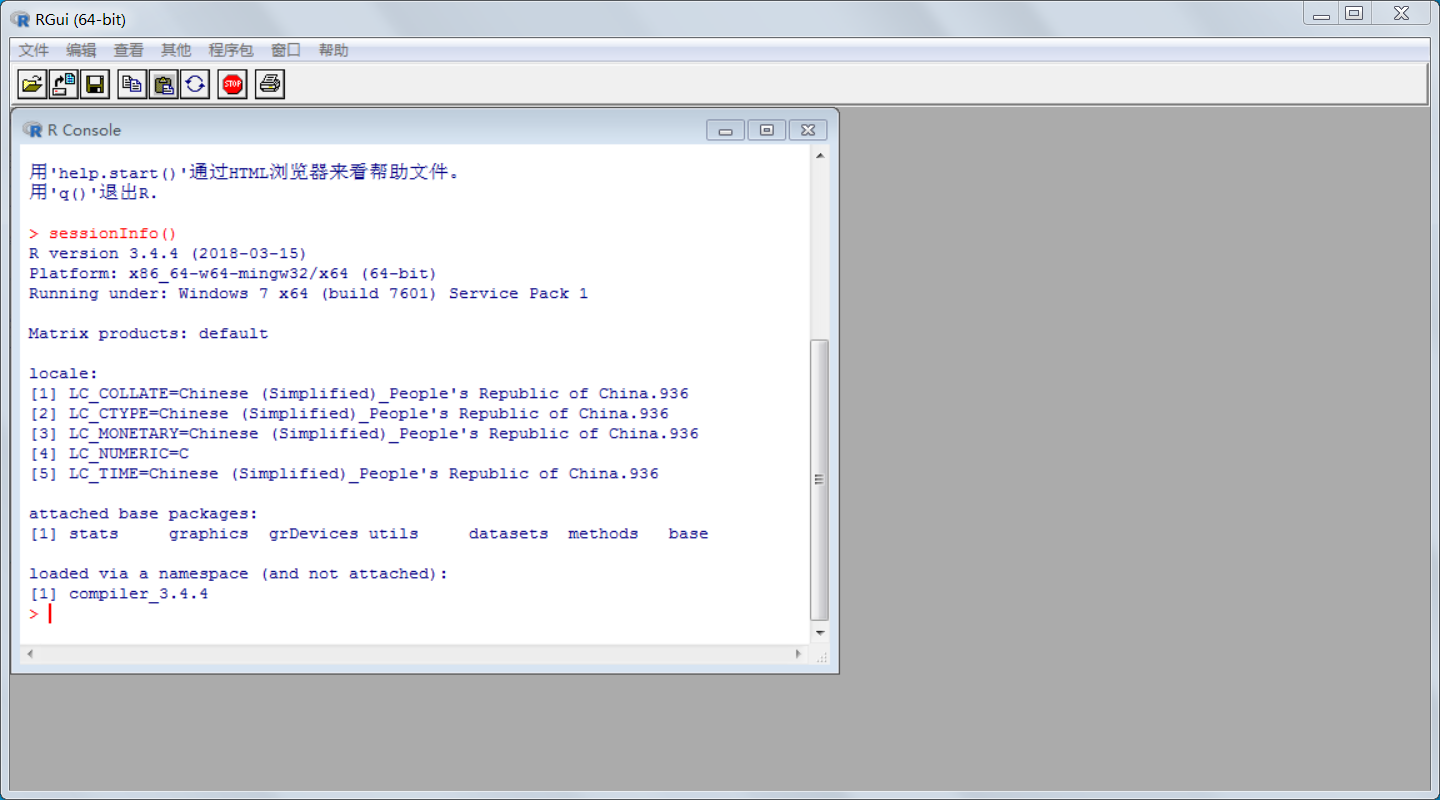 RGui (64-bit)
文件 编辑 查看 其他 程序包 窗口 帮助
STOP
R Console
用'help.start()'通过HTML浏览器来看帮助文件。
用'q()'退出R.
> sessionInfo()
R version 3.4.4 (2018-03-15)
Platform: x86_64-w64-mingw32/x64 (64-bit)
Running under: Windows 7 x64 (build 7601) Service Pack 1
Matrix products: default
locale:
[1] LC_COLLATE=Chinese (Simplified)_People's Republic of China.936
[2] LC_CTYPE=Chinese (Simplified)_People's Republic of China.936
[3] LC_MONETARY=Chinese (Simplified)_People's Republic of China.936
[4] LC_NUMERIC=C
[5] LC_TIME=Chinese (Simplified)_People's Republic of China.936
attached base packages:
[1] stats     graphics  grDevices utils     datasets  methods   base
loaded via a namespace (and not attached):
[1] compiler_3.4.4
>